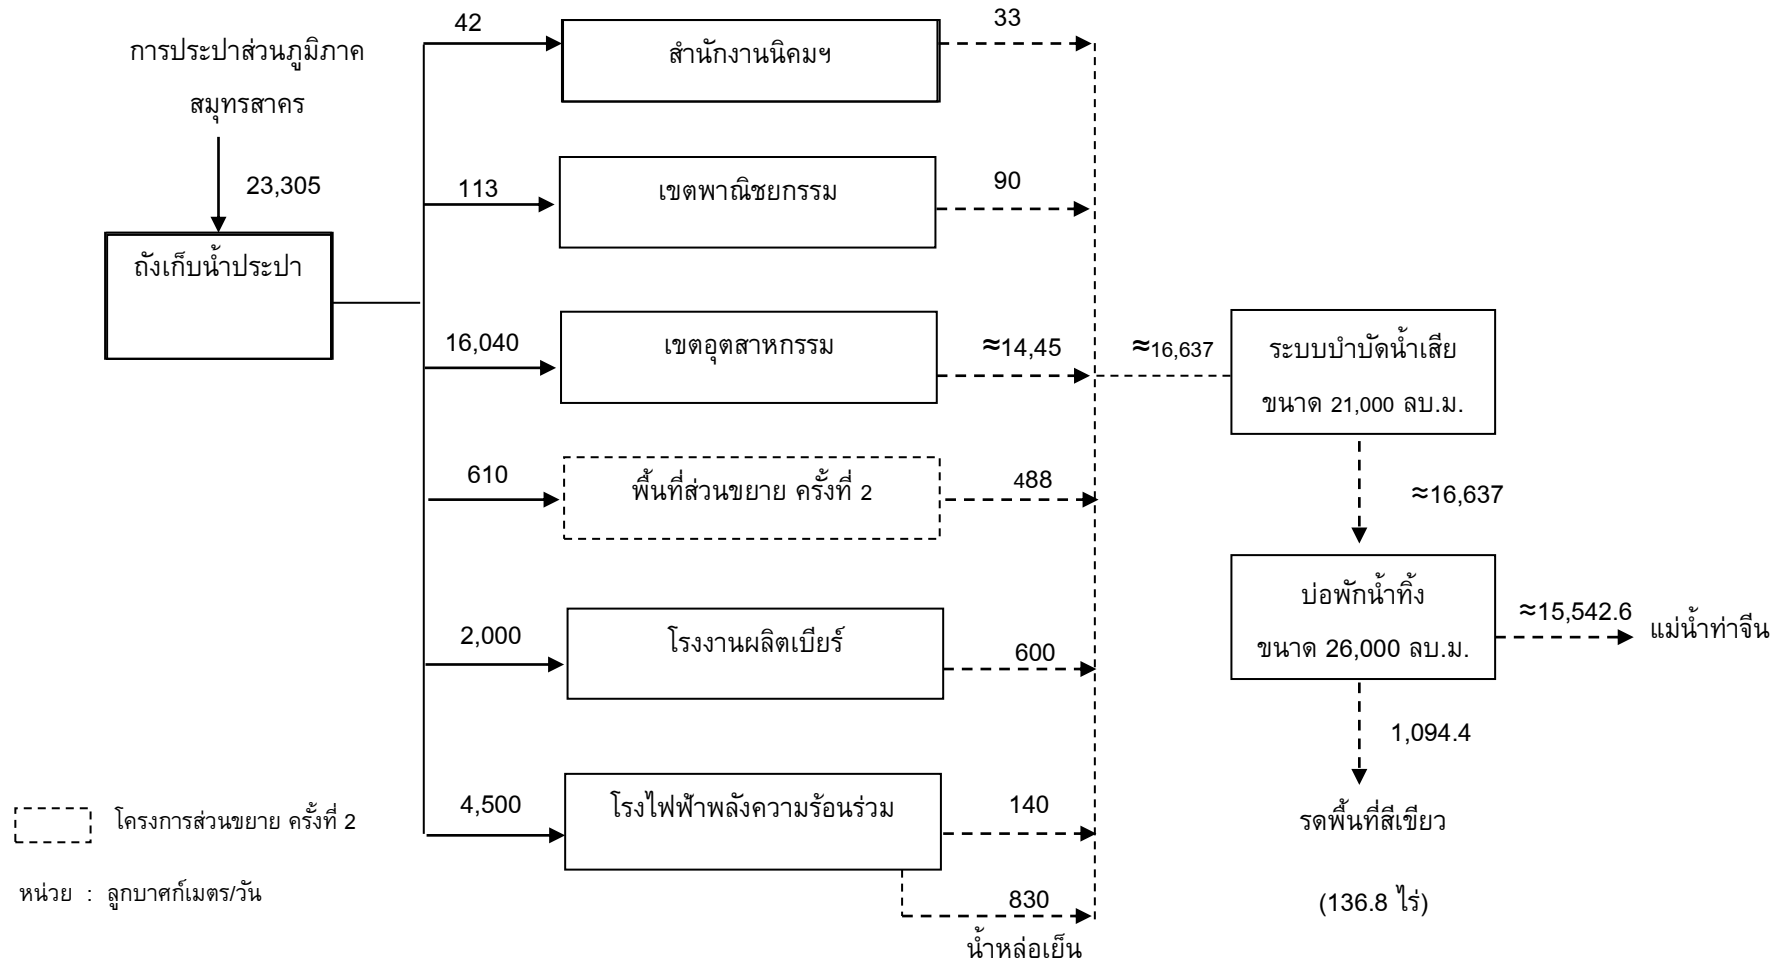 การประปาส่วนภูมิภาค
สมุทรสาคร
23,305
ถังเก็บน้ำประปา
42
สำนักงานนิคมฯ
33
113
เขตพาณิชยกรรม
90
16,040
เขตอุตสาหกรรม
≈14,45
≈16,637
ระบบบำบัดน้ำเสีย
ขนาด 21,000 ลบ.ม.
610
พื้นที่ส่วนขยาย ครั้งที่ 2
488
≈16,637
2,000
โรงงานผลิตเบียร์
600
บ่อพักน้ำทิ้ง
ขนาด 26,000 ลบ.ม.
≈15,542.6
แม่น้ำท่าจีน
4,500
โรงไฟฟ้าพลังความร้อนร่วม
140
1,094.4
รดพื้นที่สีเขียว
(136.8 ไร่)
830
น้ำหล่อเย็น
โครงการส่วนขยาย ครั้งที่ 2
หน่วย : ลูกบาศก์เมตร/วัน